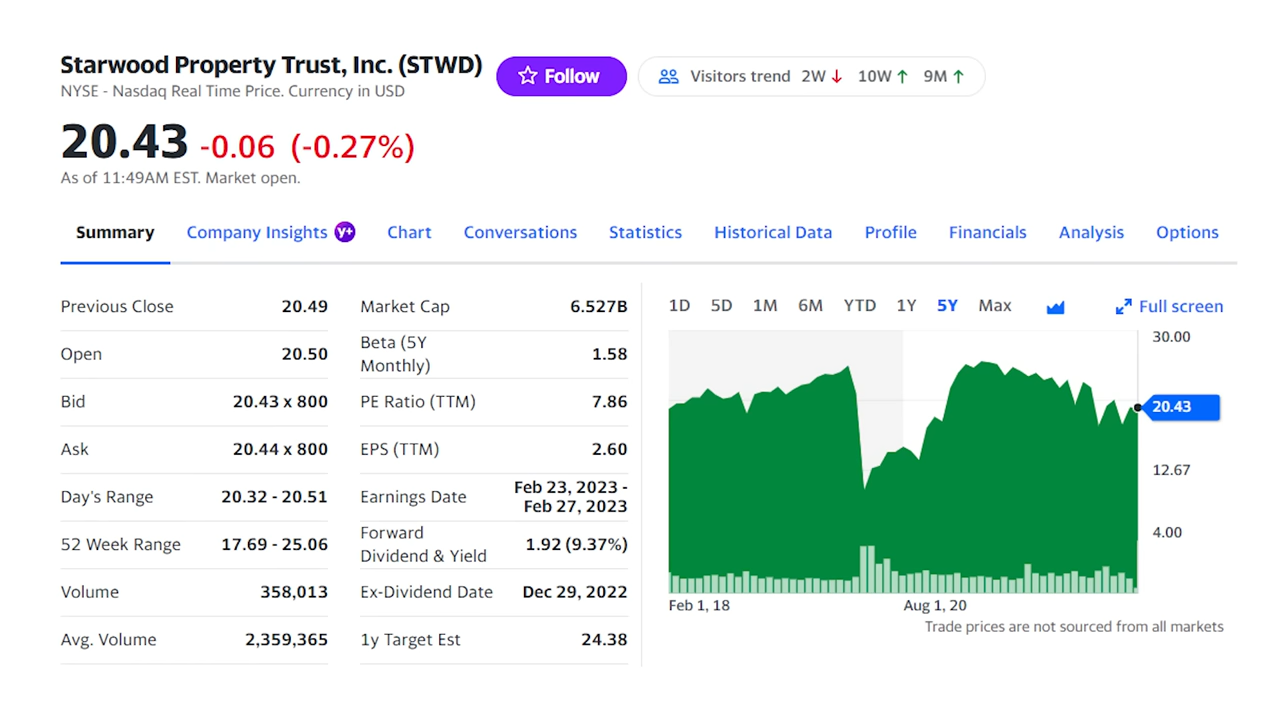 Starwood Property Trust, Inc. (STWD)
Follow
Visitors trend 2W 10W 9M
NYSE - Nasdaq Real Time Price. Currency in USD
20.43 -0.06 (-0.27%)
As of 11:49AM EST. Market open.
Summary Company Insights Y+ Chart Conversations Statistics Historical Data Profile Financials Analysis Options
Previous Close 20.49
Open 20.50
Bid 20.43 x 800
Ask 20.44 x 800
Day's Range 20.32 - 20.51
52 Week Range 17.69 - 25.06
Volume 358,013
Avg. Volume 2,359,365
Market Cap 6.527B
Beta (5Y
Monthly) 1.58
PE Ratio (TTM) 7.86
EPS (TTM) 2.60
Earnings Date Feb 23, 2023 -
Feb 27, 2023
Forward
Dividend & Yield 1.92 (9.37%)
Ex-Dividend Date Dec 29, 2022
1y Target Est 24.38
1D 5D 1M 6M YTD 1Y 5Y Max Full screen
30.00
20.43
12.67
4.00
Feb 1, 18 Aug 1, 20
Trade prices are not sourced from all markets